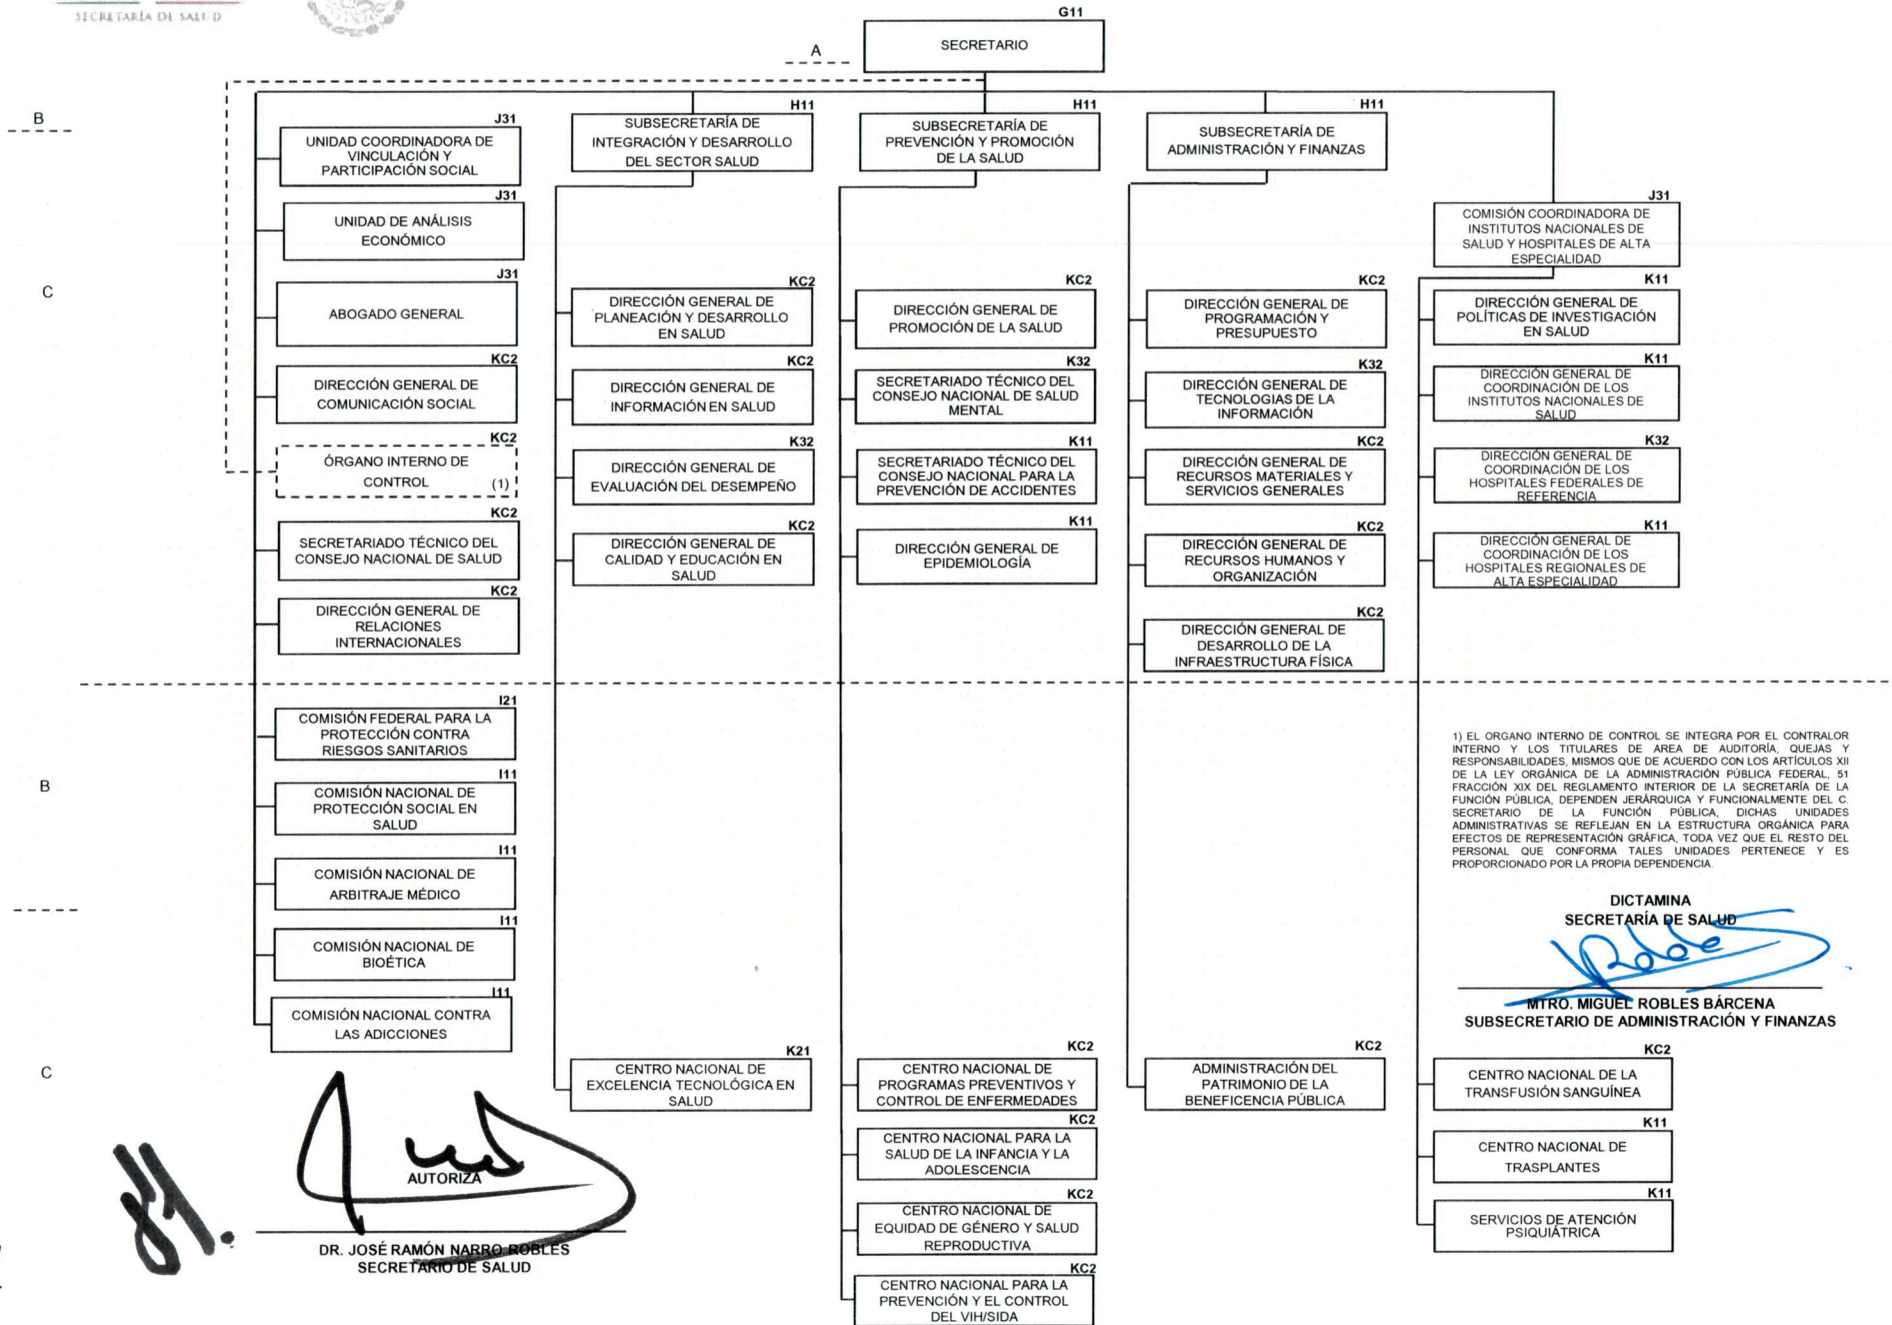 SECRETARÍA DE SALUD
G11
SECRETARIO
A
B
J31
UNIDAD COORDINADORA DE
VINCULACIÓN Y
PARTICIPACIÓN SOCIAL
J31
UNIDAD DE ANÁLISIS
ECONÓMICO
C
J31
ABOGADO GENERAL
KC2
DIRECCIÓN GENERAL DE
COMUNICACIÓN SOCIAL
KC2
ÓRGANO INTERNO DE
CONTROL (1)
KC2
SECRETARIADO TÉCNICO DEL
CONSEJO NACIONAL DE SALUD
KC2
DIRECCIÓN GENERAL DE
RELACIONES
INTERNACIONALES
H11
SUBSECRETARÍA DE
INTEGRACIÓN Y DESARROLLO
DEL SECTOR SALUD
KC2
DIRECCIÓN GENERAL DE
PLANEACIÓN Y DESARROLLO
EN SALUD
KC2
DIRECCIÓN GENERAL DE
INFORMACIÓN EN SALUD
K32
DIRECCIÓN GENERAL DE
EVALUACIÓN DEL DESEMPEÑO
KC2
DIRECCIÓN GENERAL DE
CALIDAD Y EDUCACIÓN EN
SALUD
H11
SUBSECRETARÍA DE
PREVENCIÓN Y PROMOCIÓN
DE LA SALUD
KC2
DIRECCIÓN GENERAL DE
PROMOCIÓN DE LA SALUD
K32
SECRETARIADO TÉCNICO DEL
CONSEJO NACIONAL DE SALUD
MENTAL
K11
SECRETARIADO TÉCNICO DEL
CONSEJO NACIONAL PARA LA
PREVENCIÓN DE ACCIDENTES
K11
DIRECCIÓN GENERAL DE
EPIDEMIOLOGÍA
H11
SUBSECRETARÍA DE
ADMINISTRACIÓN Y FINANZAS
KC2
DIRECCIÓN GENERAL DE
PROGRAMACIÓN Y
PRESUPUESTO
K32
DIRECCIÓN GENERAL DE
TECNOLOGIAS DE LA
INFORMACIÓN
KC2
DIRECCIÓN GENERAL DE
RECURSOS MATERIALES Y
SERVICIOS GENERALES
KC2
DIRECCIÓN GENERAL DE
RECURSOS HUMANOS Y
ORGANIZACIÓN
KC2
DIRECCIÓN GENERAL DE
DESARROLLO DE LA
INFRAESTRUCTURA FÍSICA
J31
COMISIÓN COORDINADORA DE
INSTITUTOS NACIONALES DE
SALUD Y HOSPITALES DE ALTA
ESPECIALIDAD
K11
DIRECCIÓN GENERAL DE
POLÍTICAS DE INVESTIGACIÓN
EN SALUD
K11
DIRECCIÓN GENERAL DE
COORDINACIÓN DE LOS
INSTITUTOS NACIONALES DE
SALUD
K32
DIRECCIÓN GENERAL DE
COORDINACIÓN DE LOS
HOSPITALES FEDERALES DE
REFERENCIA
K11
DIRECCIÓN GENERAL DE
COORDINACIÓN DE LOS
HOSPITALES REGIONALES DE
ALTA ESPECIALIDAD
B
I21
COMISIÓN FEDERAL PARA LA
PROTECCIÓN CONTRA
RIESGOS SANITARIOS
I11
COMISIÓN NACIONAL DE
PROTECCIÓN SOCIAL EN
SALUD
I11
COMISIÓN NACIONAL DE
ARBITRAJE MÉDICO
I11
COMISIÓN NACIONAL DE
BIOÉTICA
I11
COMISIÓN NACIONAL CONTRA
LAS ADICCIONES
1) EL ORGANO INTERNO DE CONTROL SE INTEGRA POR EL CONTRALOR
INTERNO Y LOS TITULARES DE AREA DE AUDITORÍA, QUEJAS Y
RESPONSABILIDADES, MISMOS QUE DE ACUERDO CON LOS ARTÍCULOS XII
DE LA LEY ORGÁNICA DE LA ADMINISTRACIÓN PÚBLICA FEDERAL, 51
FRACCIÓN XIX DEL REGLAMENTO INTERIOR DE LA SECRETARÍA DE LA
FUNCIÓN PÚBLICA, DEPENDEN JERÁRQUICA Y FUNCIONALMENTE DEL C.
SECRETARIO DE LA FUNCIÓN PÚBLICA, DICHAS UNIDADES
ADMINISTRATIVAS SE REFLEJAN EN LA ESTRUCTURA ORGÁNICA PARA
EFECTOS DE REPRESENTACIÓN GRÁFICA, TODA VEZ QUE EL RESTO DEL
PERSONAL QUE CONFORMA TALES UNIDADES PERTENECE Y ES
PROPORCIONADO POR LA PROPIA DEPENDENCIA.
DICTAMINA
SECRETARÍA DE SALUD
MTRO. MIGUEL ROBLES BÁRCENA
SUBSECRETARIO DE ADMINISTRACIÓN Y FINANZAS
C
K21
CENTRO NACIONAL DE
EXCELENCIA TECNOLÓGICA EN
SALUD
KC2
CENTRO NACIONAL DE
PROGRAMAS PREVENTIVOS Y
CONTROL DE ENFERMEDADES
KC2
CENTRO NACIONAL PARA LA
SALUD DE LA INFANCIA Y LA
ADOLESCENCIA
KC2
CENTRO NACIONAL DE
EQUIDAD DE GÉNERO Y SALUD
REPRODUCTIVA
KC2
CENTRO NACIONAL PARA LA
PREVENCIÓN Y EL CONTROL
DEL VIH/SIDA
KC2
ADMINISTRACIÓN DEL
PATRIMONIO DE LA
BENEFICENCIA PÚBLICA
KC2
CENTRO NACIONAL DE LA
TRANSFUSIÓN SANGUÍNEA
K11
CENTRO NACIONAL DE
TRASPLANTES
K11
SERVICIOS DE ATENCIÓN
PSIQUIÁTRICA
AUTORIZA
DR. JOSÉ RAMÓN NARRO ROBLES
SECRETARIO DE SALUD